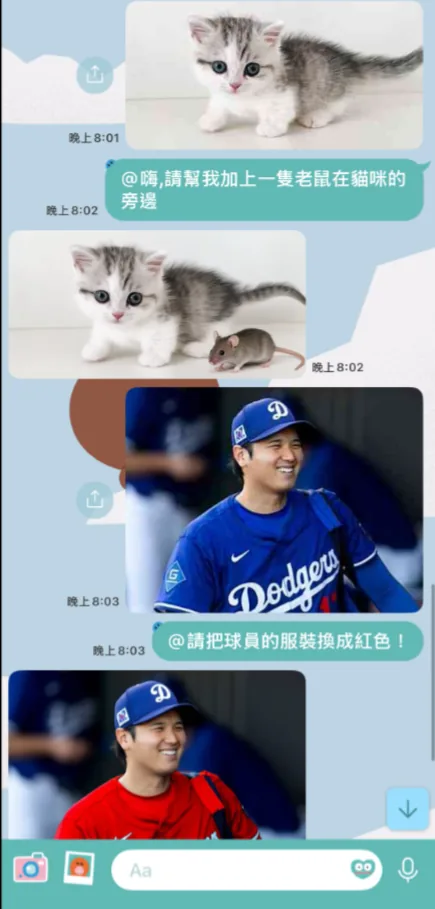 晚上8:01
@嗨,請幫我加上一隻老鼠在貓咪的
旁邊
晚上8:02
晚上8:02
D
Dodgers
G
晚上8:03
@請把球員的服裝換成紅色！
晚上8:03
D
Aa